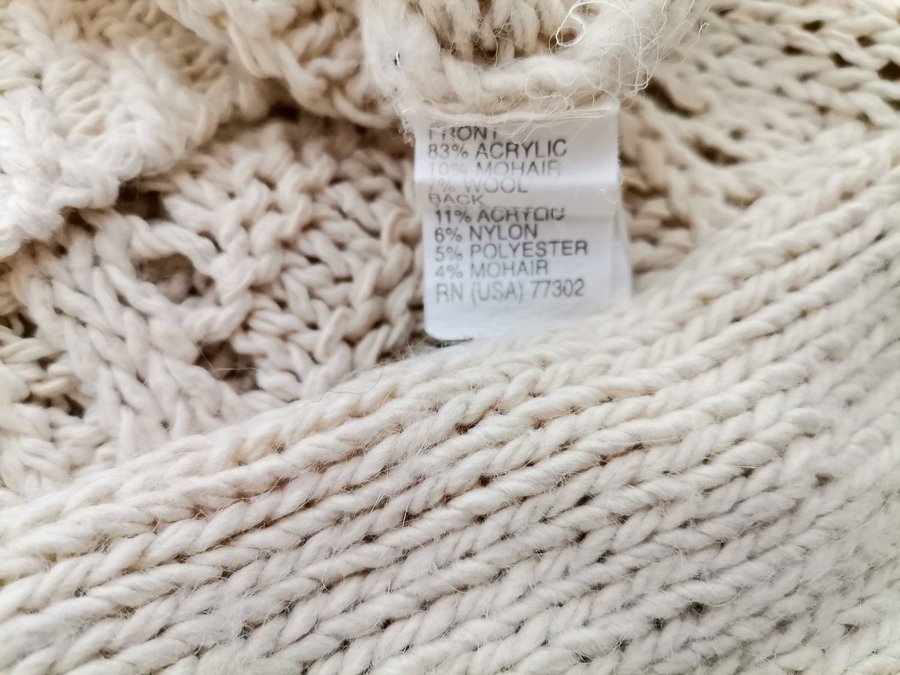 FRONT
83% ACRYLIC
10% MOHAIR
7% WOOL
BACK
11% ACRYLIC
6% NYLON
5% POLYESTER
4% MOHAIR
RN (USA) 77302